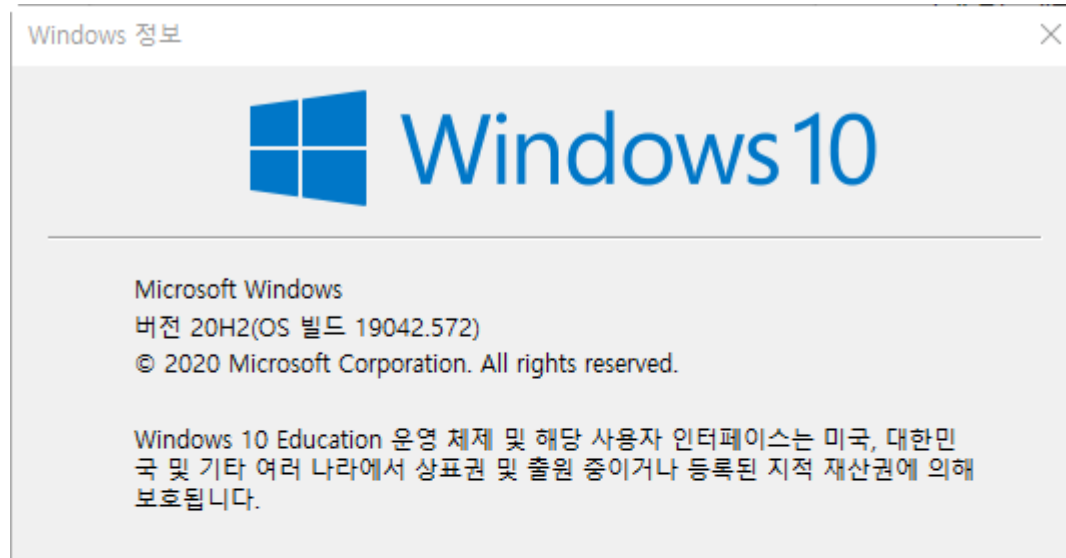 Windows 정보
Windows 10
Microsoft Windows
버전 20H2(OS 빌드 19042.572)
© 2020 Microsoft Corporation. All rights reserved.
Windows 10 Education 운영 체제 및 해당 사용자 인터페이스는 미국, 대한민
국 및 기타 여러 나라에서 상표권 및 출원 중이거나 등록된 지적 재산권에 의해
보호됩니다.